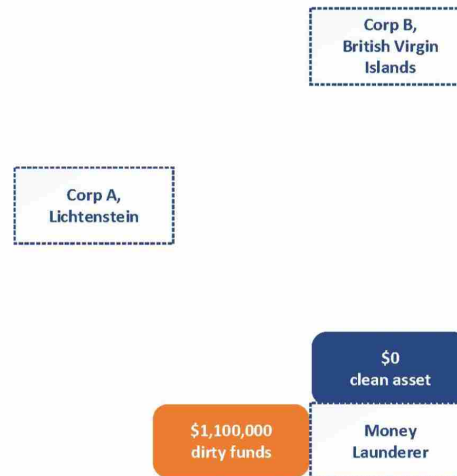 Corp B,
British Virgin
Islands
Corp A,
Lichtenstein
$0
clean asset
$1,100,000
dirty funds
Money
Launderer